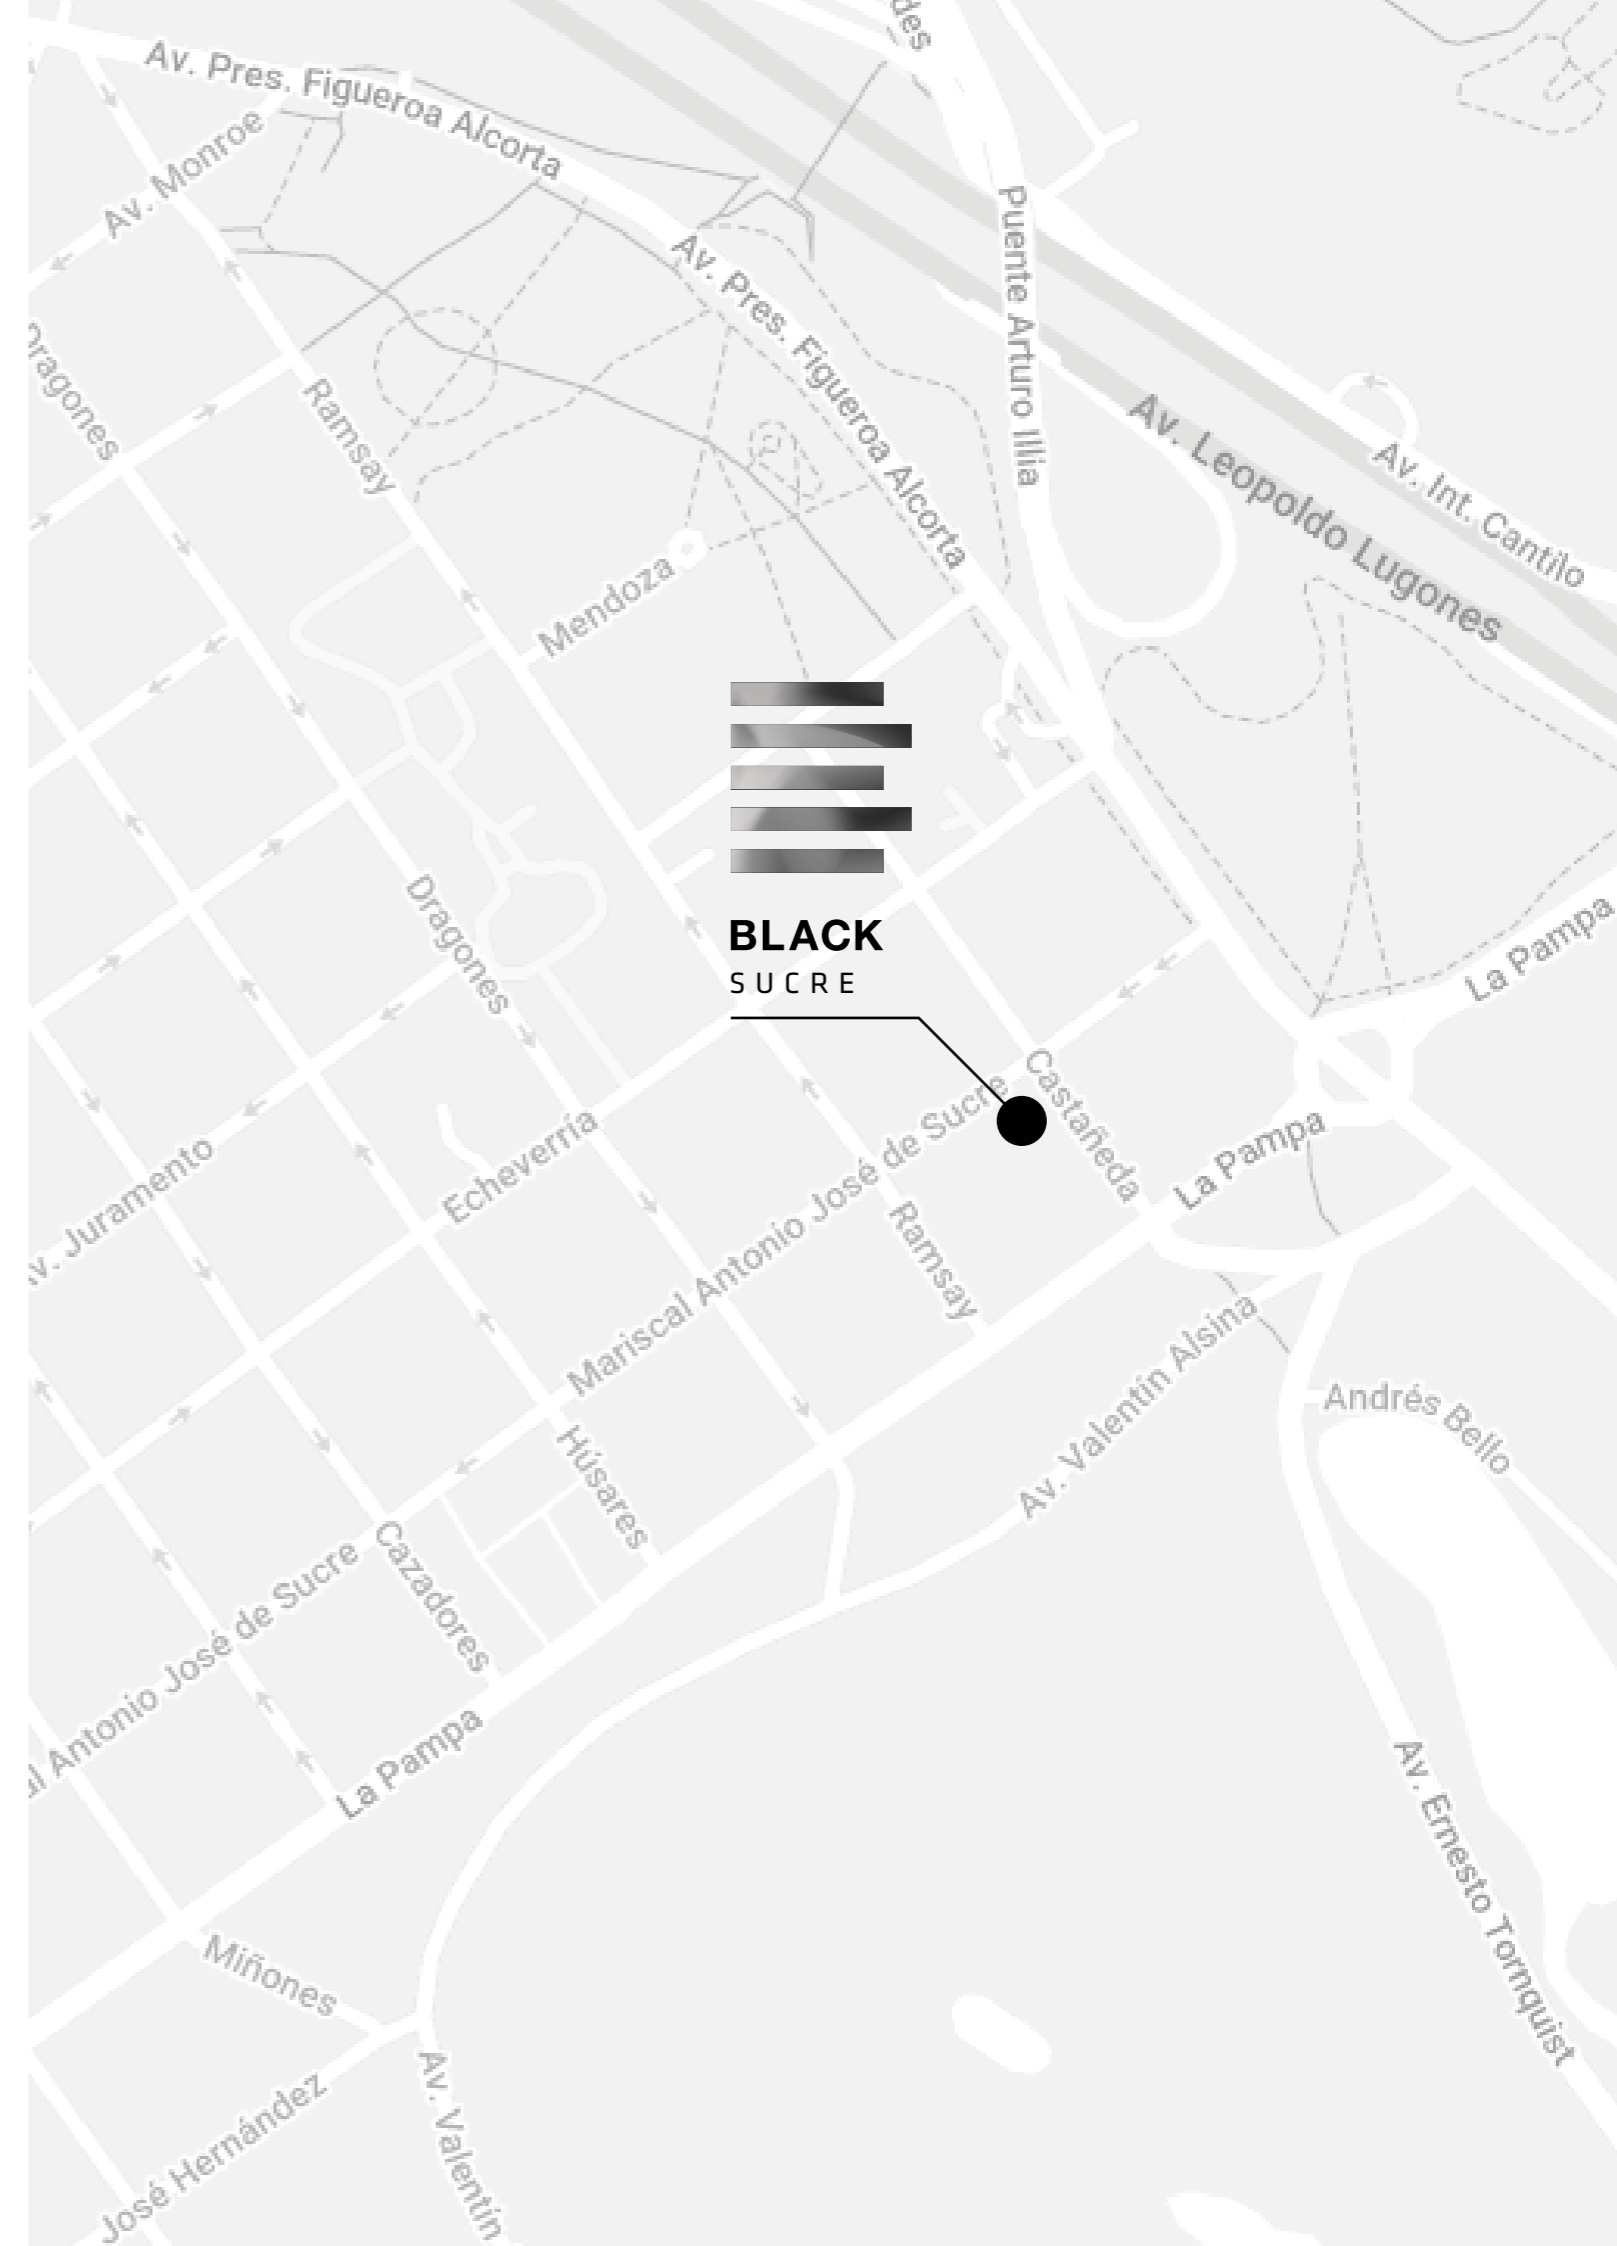 des
Av. Pres. Figueroa Alcorta
Av. Monroe
Puente Arturo Illia
Av. Pres. Figueroa Alcorta
Dragones
Ramsay
Av. Leopoldo Lugones
Av. Int. Cantilo
Mendoza
Dragones
La Pampa
BLACK
SUCRE
Castañeda
Mariscal Antonio José de Sucre
Echeverría
La Pampa
Av. Juramento
Ramsay
Av. Valentín Alsina
Andrés Bello
Húsares
Cazadores
al Antonio José de Sucre
La Pampa
Av. Ernesto Tornquist
Miñones
Av. Valentín
José Hernández